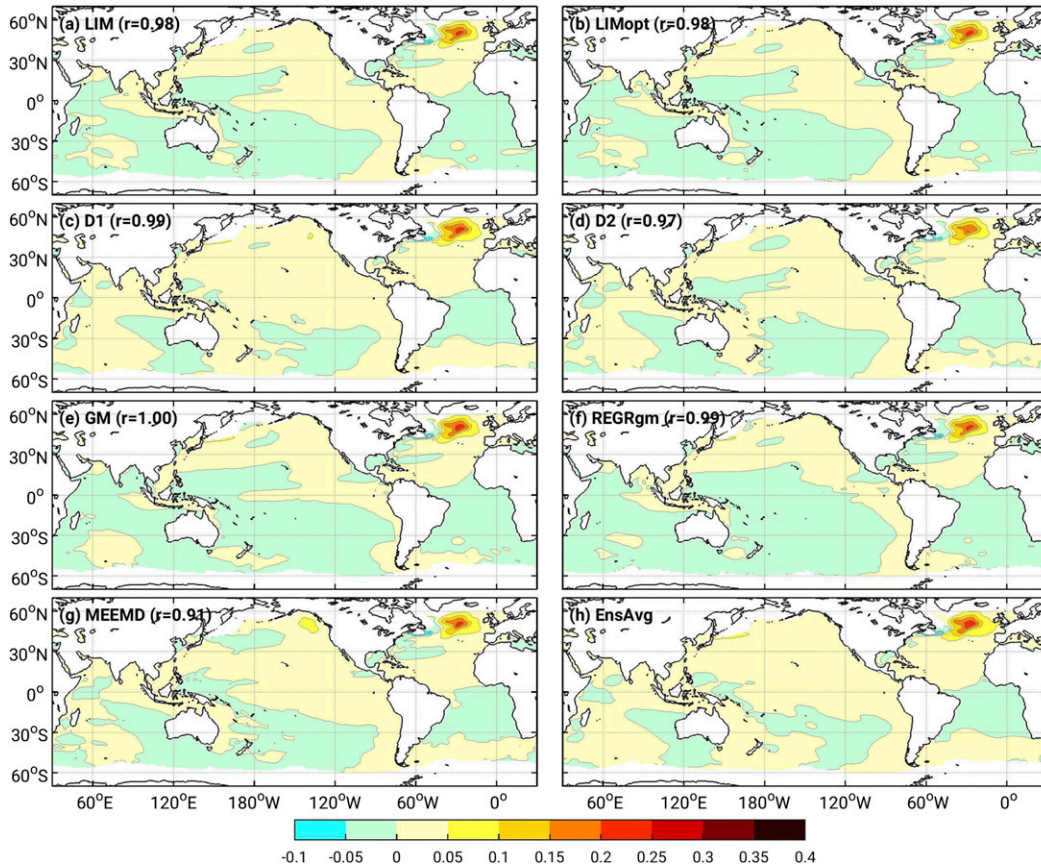 60°N (a) LIM (r=0.98) (b) LIMopt (r=0.98)
30°N
0°
30°S
60°S
60°N (c) D1 (r=0.99) (d) D2 (r=0.97)
30°N
0°
30°S
60°S
60°N (e) GM (r=1.00) (f) REGRgm (r=0.99)
30°N
0°
30°S
60°S
60°N (g) MEEMD (r=0.91) (h) EnsAvg
30°N
0°
30°S
60°S
60°E 120°E 180°W 120°W 60°W 0° 60°E 120°E 180°W 120°W 60°W 0°
-0.1 -0.05 0 0.05 0.1 0.15 0.2 0.25 0.3 0.35 0.4